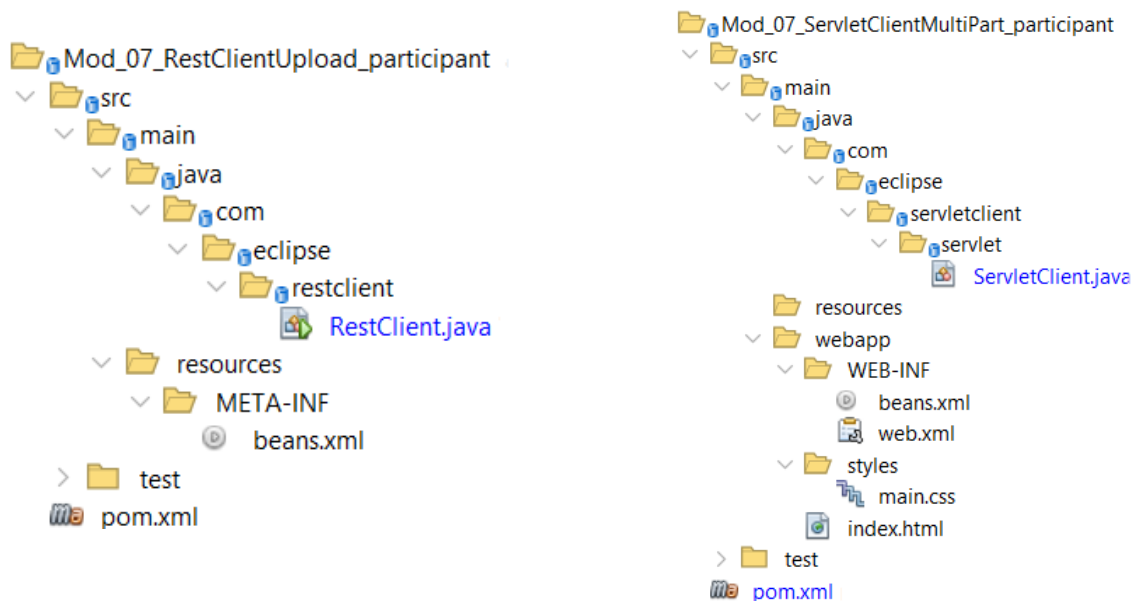 Mod_07_RestClientUpload_participant
src
main
java
com
eclipse
restclient
RestClient.java
resources
META-INF
beans.xml
test
pom.xml
Mod_07_ServletClientMultiPart_participant
src
main
java
com
eclipse
servletclient
servlet
ServletClient.java
resources
webapp
WEB-INF
beans.xml
web.xml
styles
main.css
index.html
test
pom.xml